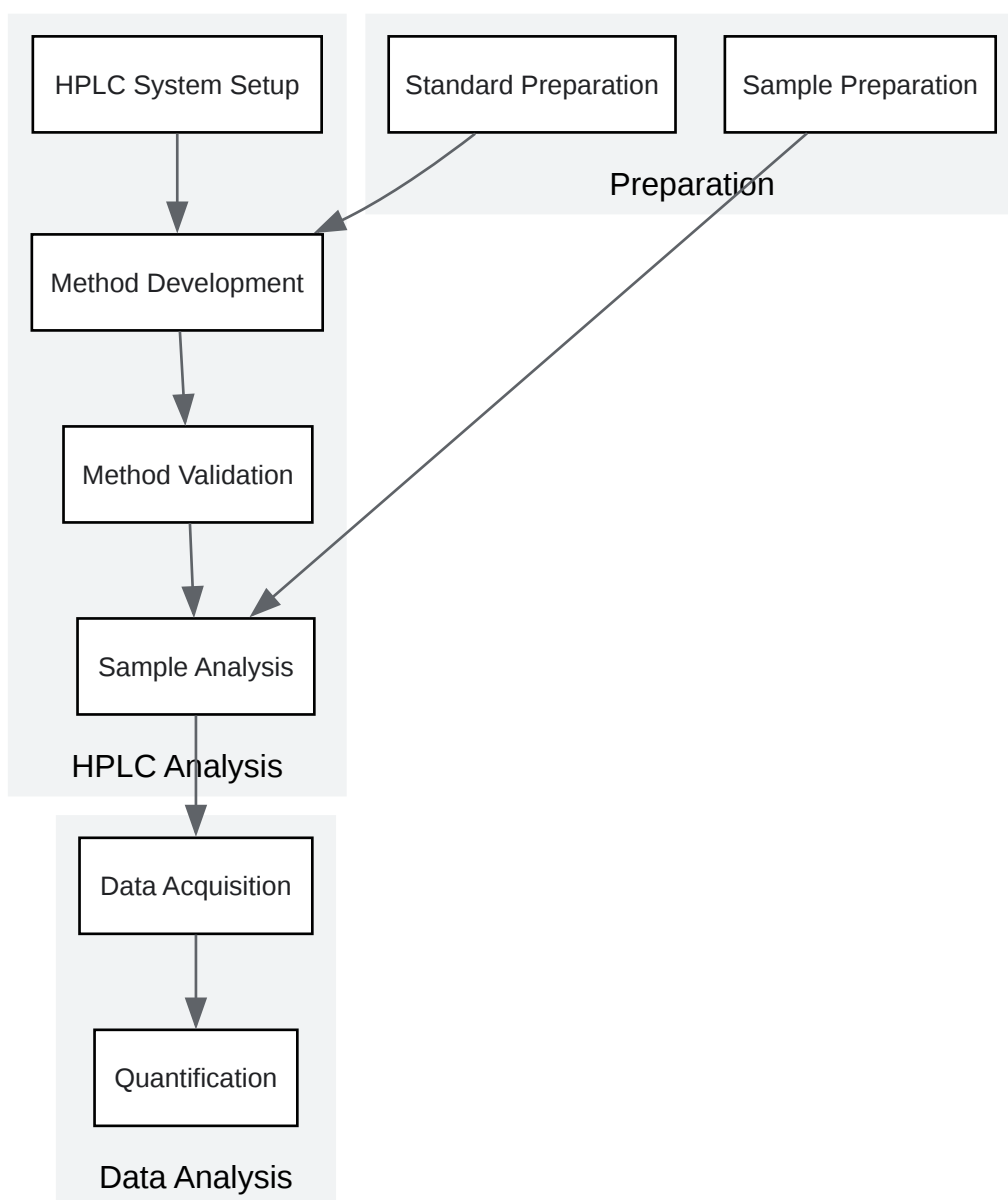 HPLC System Setup
Standard Preparation
Sample Preparation
Preparation
Method Development
Method Validation
Sample Analysis
HPLC Analysis
Data Acquisition
Quantification
Data Analysis